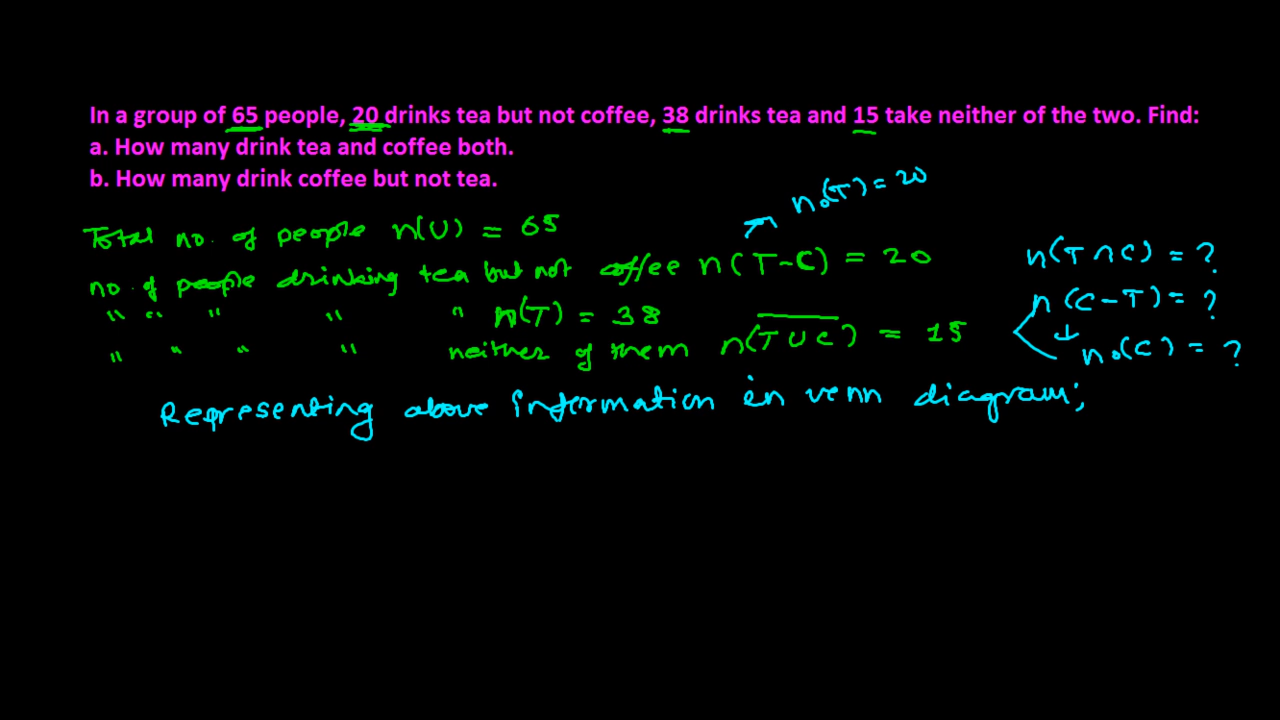 In a group of 65 people, 20 drinks tea but not coffee, 38 drinks tea and 15 take neither of the two. Find:
a. How many drink tea and coffee both.
b. How many drink coffee but not tea.
n₀(T) = 20
Total no. of people n(U) = 65
no. of people drinking tea but not coffee n(T-C) = 20
" " " " " n(T) = 38
" " " " neither of them n(\overline{T∪C}) = 15
n(T∩C) = ?
n(C-T) = ?
↓ n₀(C) = ?
Representing above information in venn diagram;